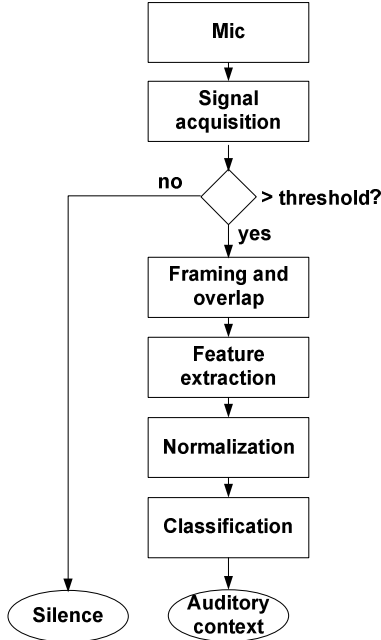 Mic
Signal
acquisition
no
> threshold?
yes
Framing and
overlap
Feature
extraction
Normalization
Classification
Silence
Auditory
context